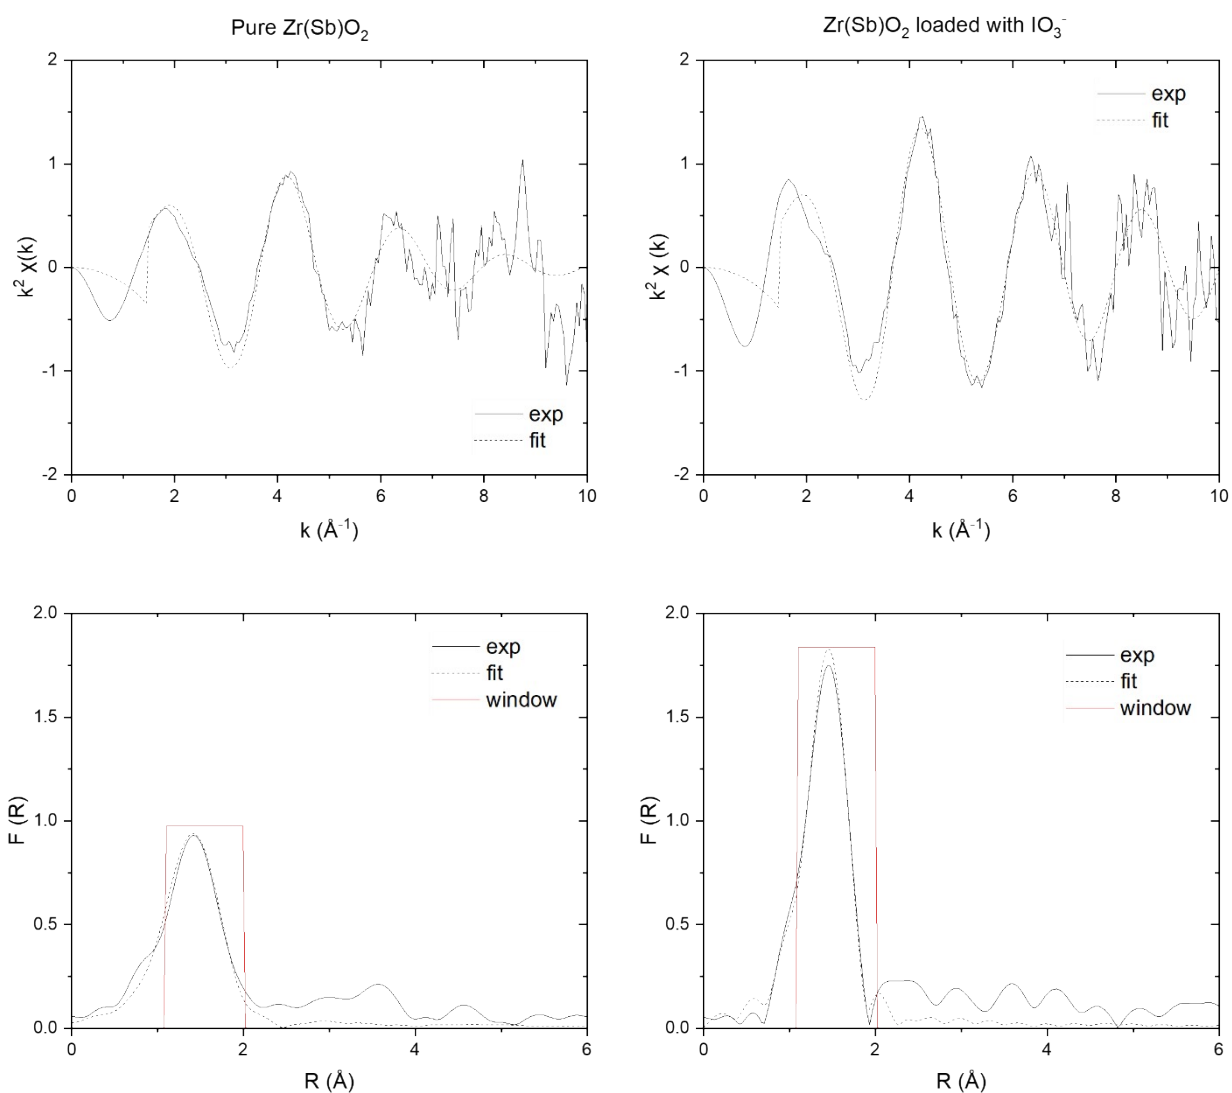 Pure Zr(Sb)O₂
Zr(Sb)O₂ loaded with IO₃⁻
2
1
0
-1
-2
k² χ(k)
exp
fit
0 2 4 6 8 10
k (Å⁻¹)
2
1
0
-1
-2
k² χ (k)
exp
fit
0 2 4 6 8 10
k (Å⁻¹)
2.0
1.5
1.0
0.5
0.0
F (R)
exp
fit
window
0 2 4 6
R (Å)
2.0
1.5
1.0
0.5
0.0
F (R)
exp
fit
window
0 2 4 6
R (Å)